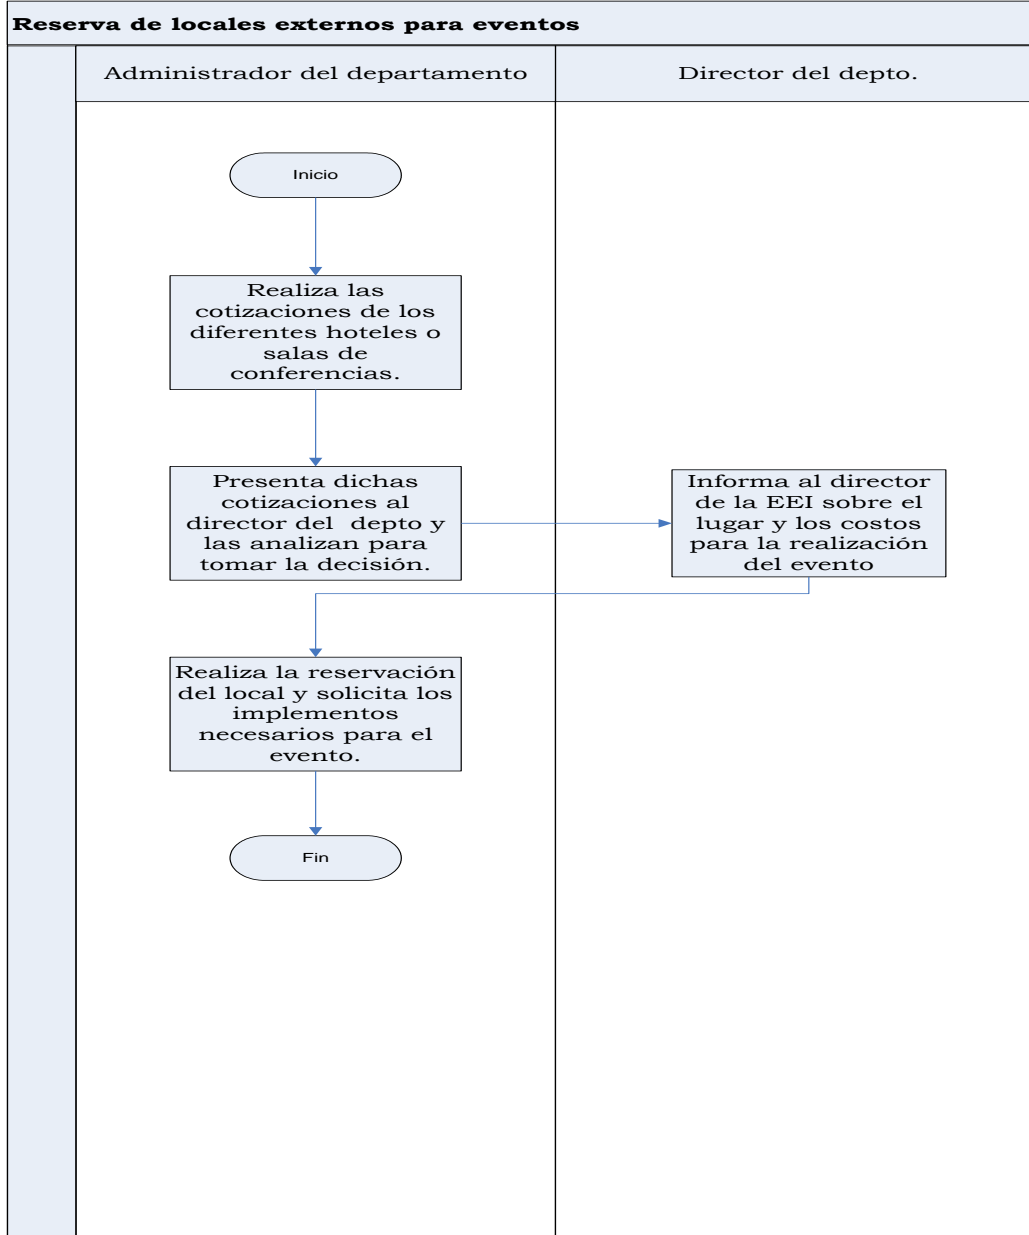 Reserva de locales externos para eventos
Administrador del departamento
Director del depto.
Inicio
Realiza las
cotizaciones de los
diferentes hoteles o
salas de
conferencias.
Presenta dichas
cotizaciones al
director del  depto y
las analizan para
tomar la decisión.
Informa al director
de la EEI sobre el
lugar y los costos
para la realización
del evento
Realiza la reservación
del local y solicita los
implementos
necesarios para el
evento.
Fin